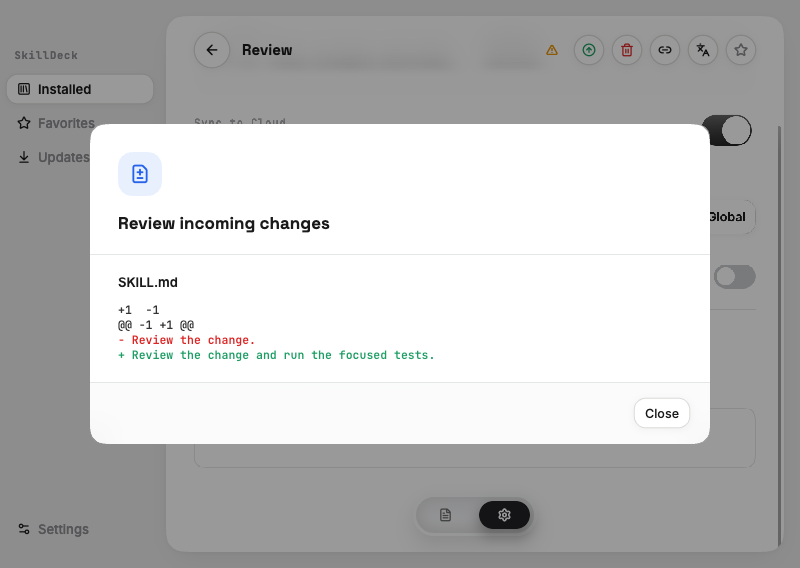 SkillDeck
Review
Installed
Favorites
Updates
Sync to Cloud
Global
Review incoming changes
SKILL.md
+1 -1
@@ -1 +1 @@
- Review the change.
+ Review the change and run the focused tests.
Close
Settings